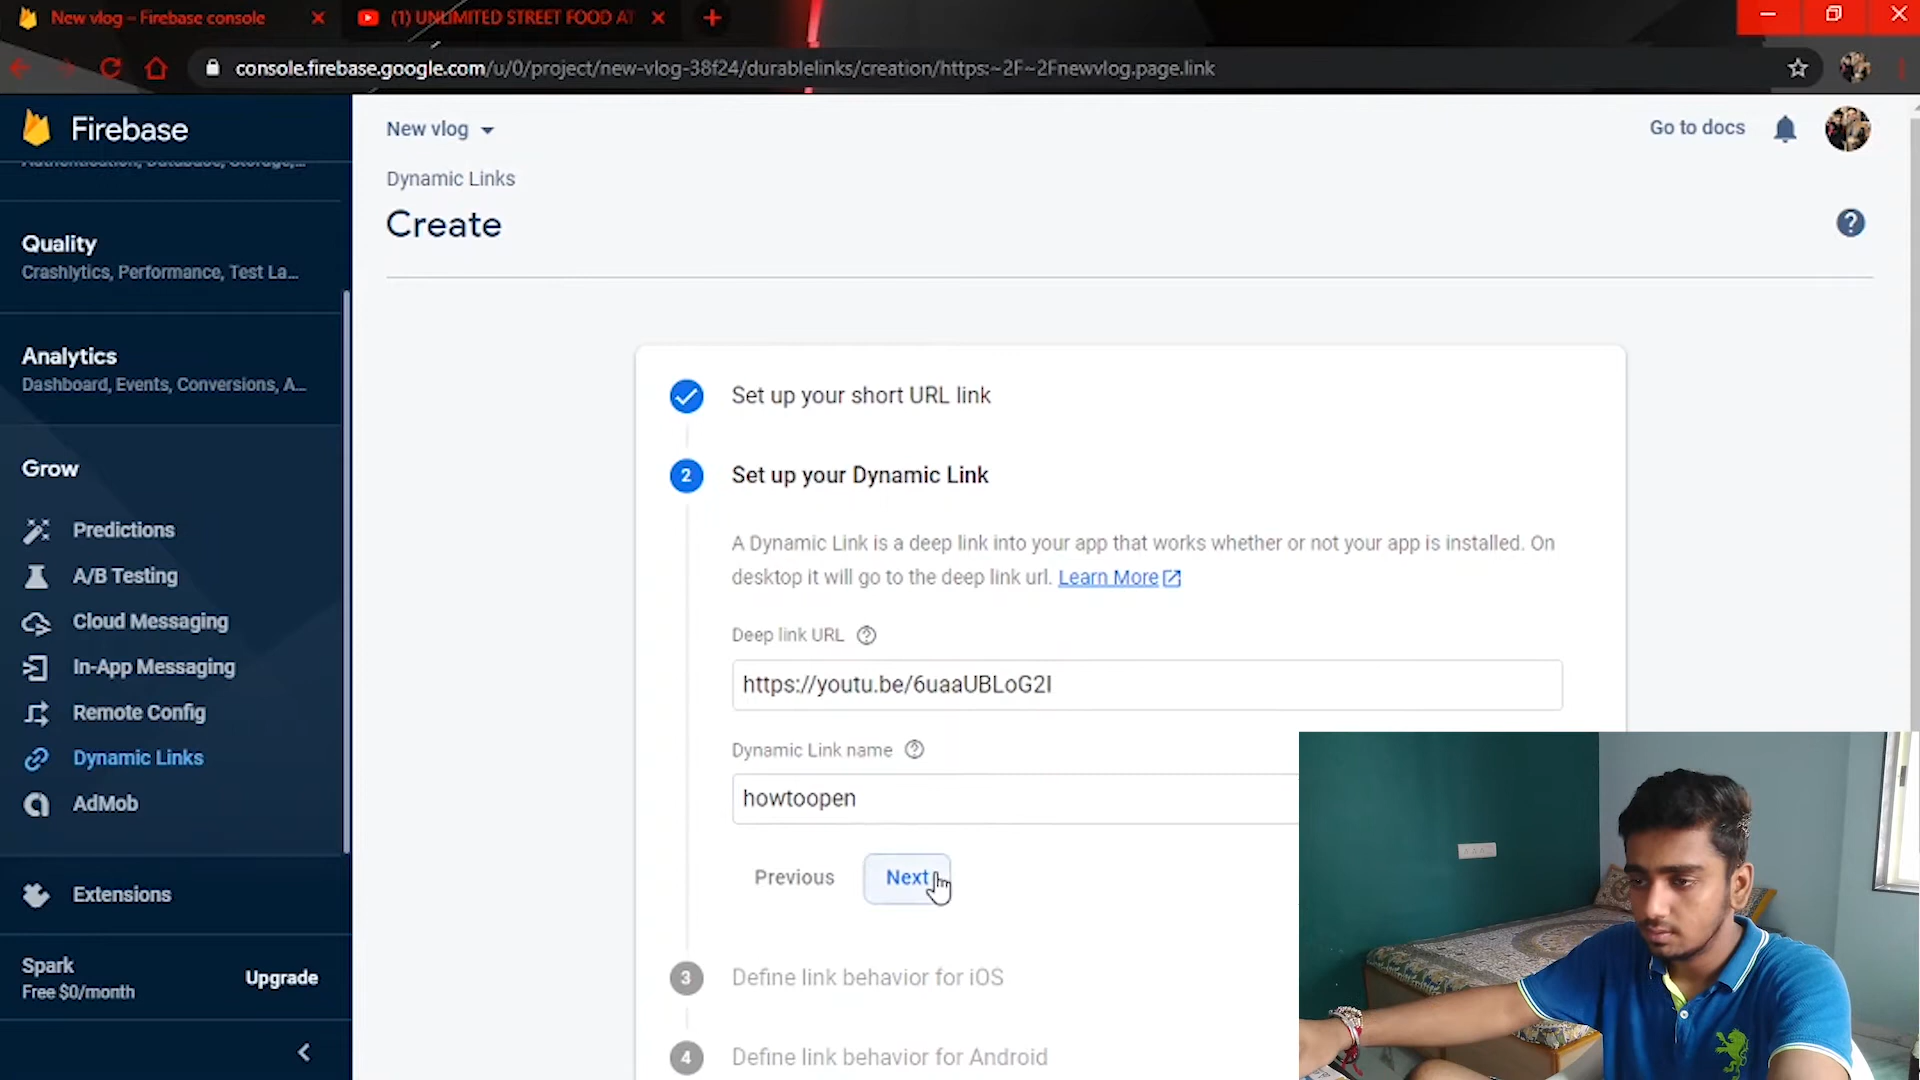 New vlog – Firebase console
(1) UNLIMITED STREET FOOD AT
console.firebase.google.com/u/0/project/new-vlog-38f24/durablelinks/creation/https:~2F~2Fnewvlog.page.link
Firebase
Authentication, Database, Storage,...
Quality
Crashlytics, Performance, Test La...
Analytics
Dashboard, Events, Conversions, A...
Grow
Predictions
A/B Testing
Cloud Messaging
In-App Messaging
Remote Config
Dynamic Links
AdMob
Extensions
Spark
Free $0/month
Upgrade
New vlog
Go to docs
Dynamic Links
Create
Set up your short URL link
2 Set up your Dynamic Link
A Dynamic Link is a deep link into your app that works whether or not your app is installed. On
desktop it will go to the deep link url. Learn More
Deep link URL
https://youtu.be/6uaaUBLoG2I
Dynamic Link name
howtoopen
Previous
Next
3 Define link behavior for iOS
4 Define link behavior for Android